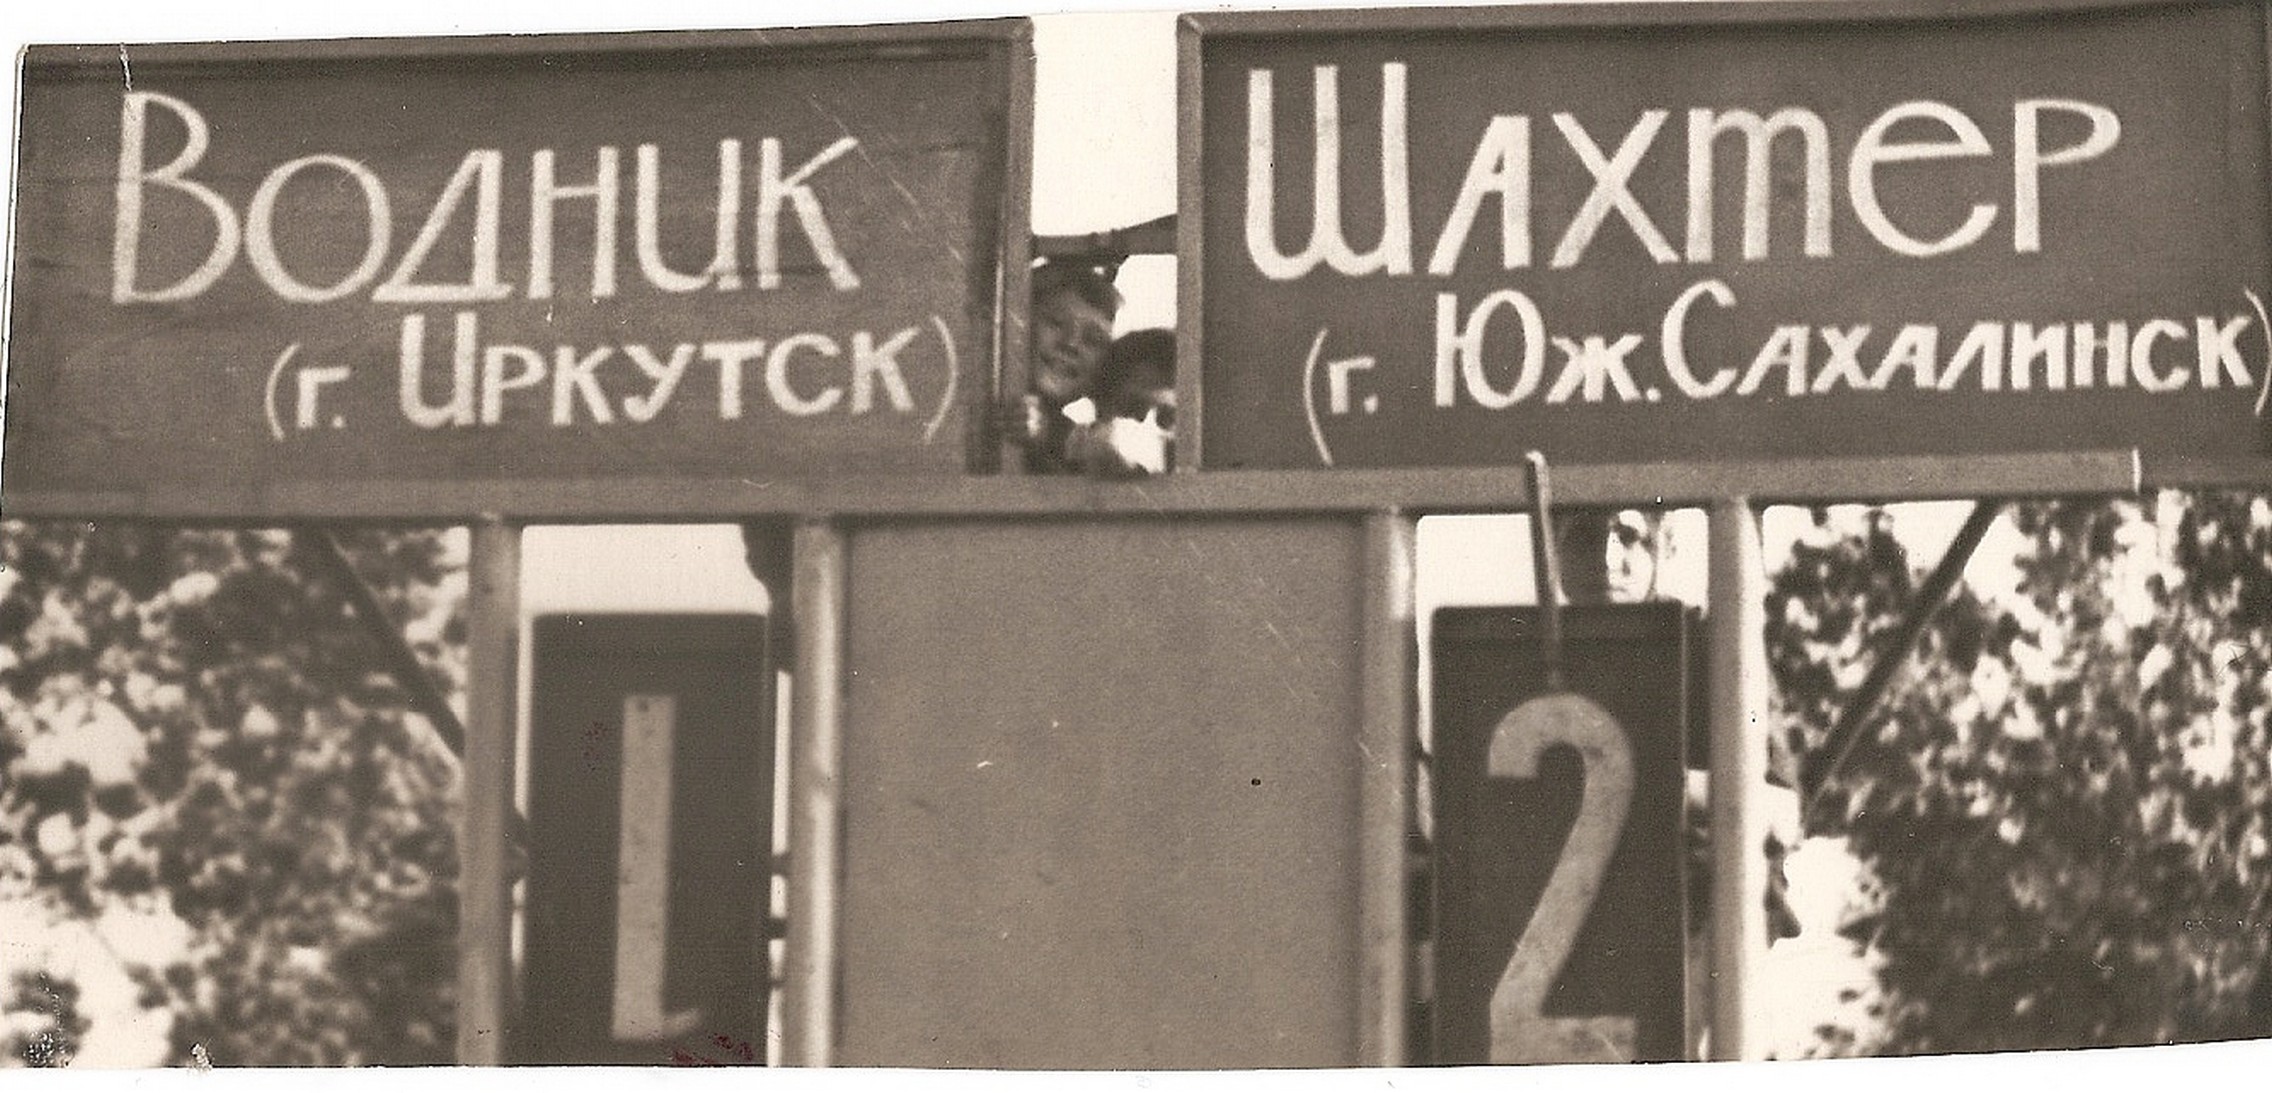 Водник
(г. Иркутск)
Шахтер
(г. Юж. Сахалинск)
1
2